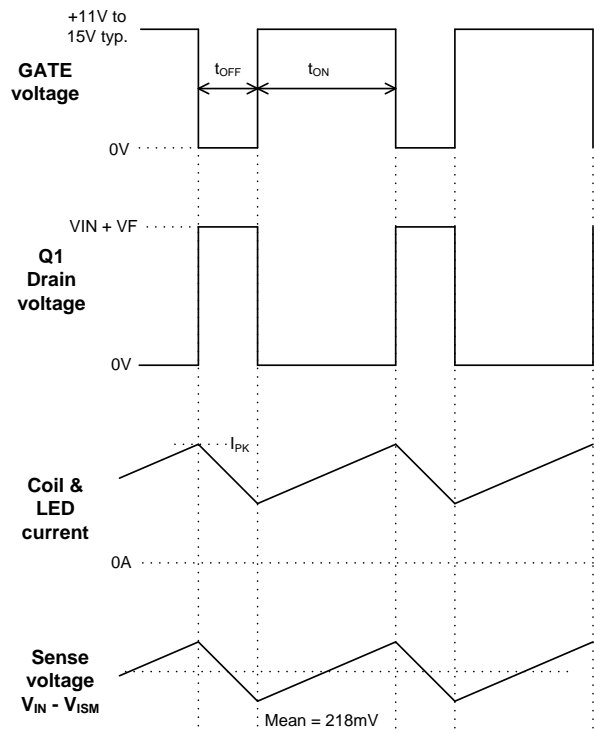 +11V to
15V typ.
GATE
voltage
tOFF
tON
0V
VIN + VF
Q1
Drain
voltage
0V
IPK
Coil &
LED
current
0A
Sense
voltage
VIN - VISM
Mean = 218mV